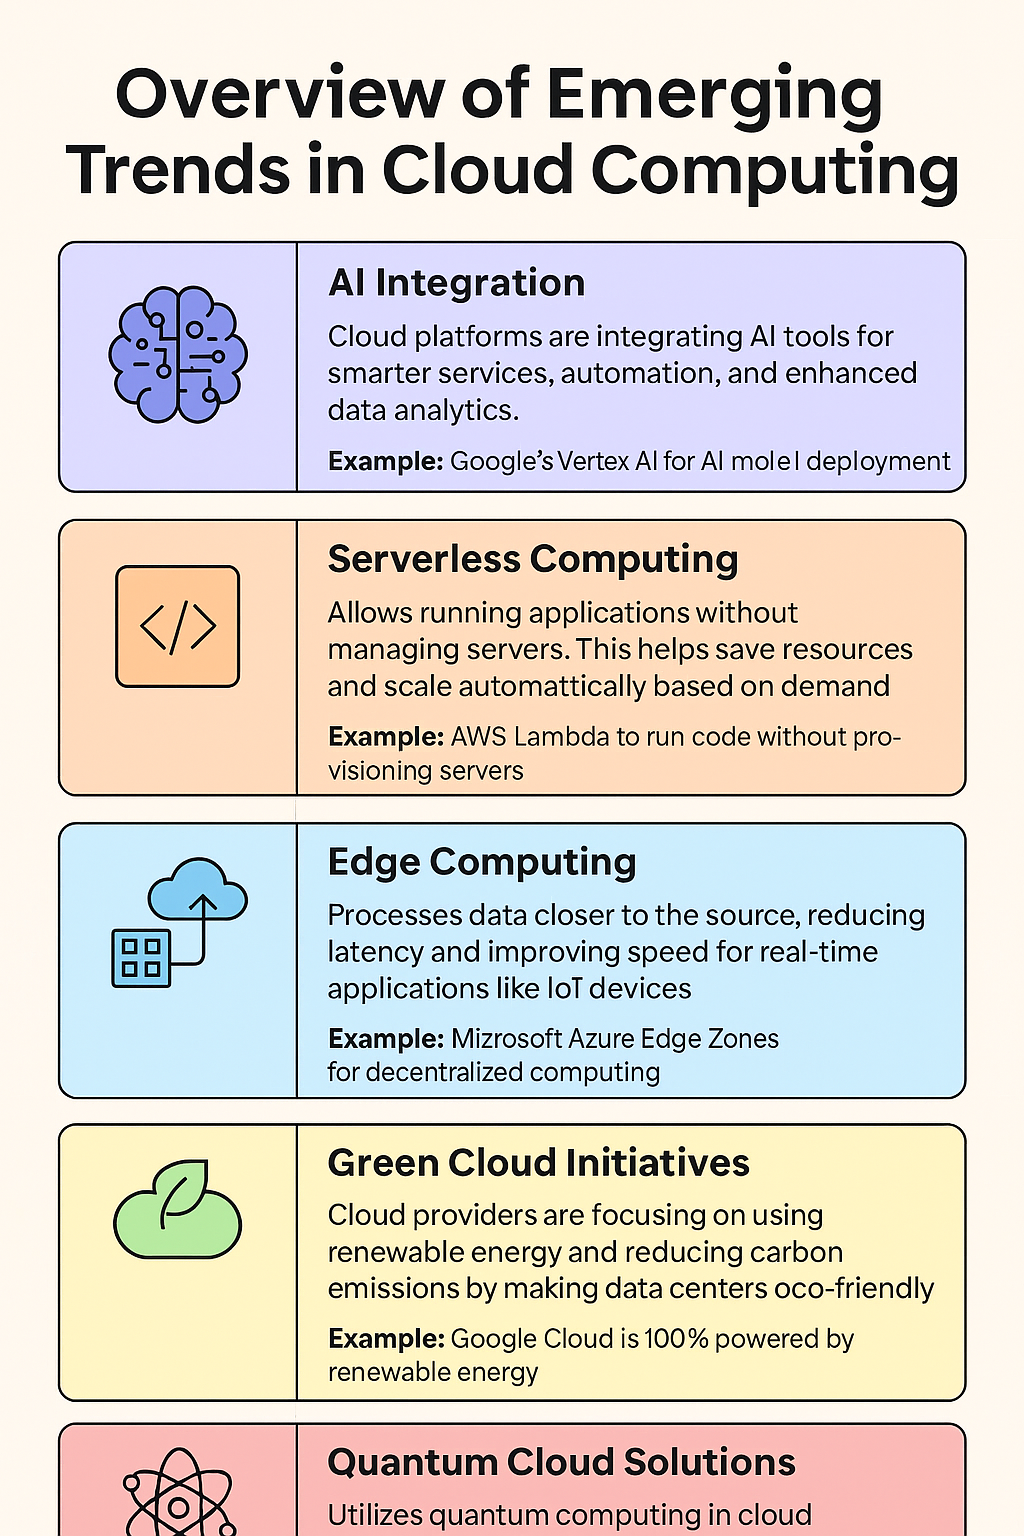 Overview of Emerging
Trends in Cloud Computing
AI Integration
Cloud platforms are integrating AI tools for
smarter services, automation, and enhanced
data analytics.
Example: Google's Vertex AI for AI molel deployment
Serverless Computing
Allows running applications without
managing servers. This helps save resources
and scale automattically based on demand
Example: AWS Lambda to run code without pro-
visioning servers
Edge Computing
Processes data closer to the source, reducing
latency and improving speed for real-time
applications like IoT devices
Example: Mizrosoft Azure Edge Zones
for decentralized computing
Green Cloud Initiatives
Cloud providers are focusing on using
renewable energy and reducing carbon
emissions by making data centers oco-friendly
Example: Google Cloud is 100% powered by
renewable energy
Quantum Cloud Solutions
Utilizes quantum computing in cloud